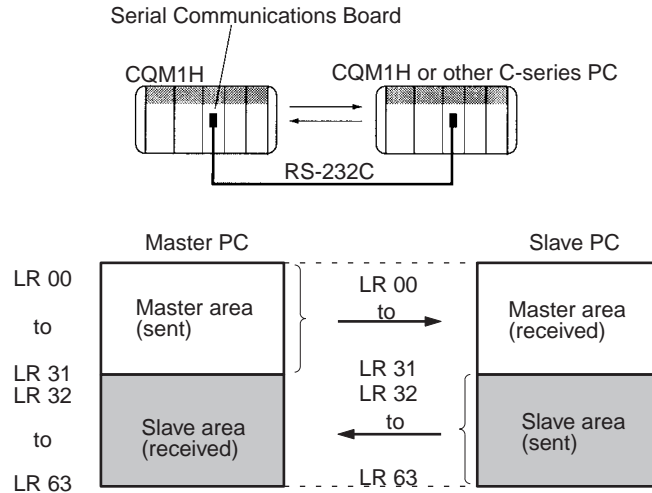 Serial Communications Board
CQM1H
CQM1H or other C-series PC
RS-232C
Master PC
Slave PC
LR 00
to
LR 31
LR 32
to
LR 63
Master area
(sent)
Slave area
(received)
LR 00
to
LR 31
LR 32
to
LR 63
Master area
(received)
Slave area
(sent)